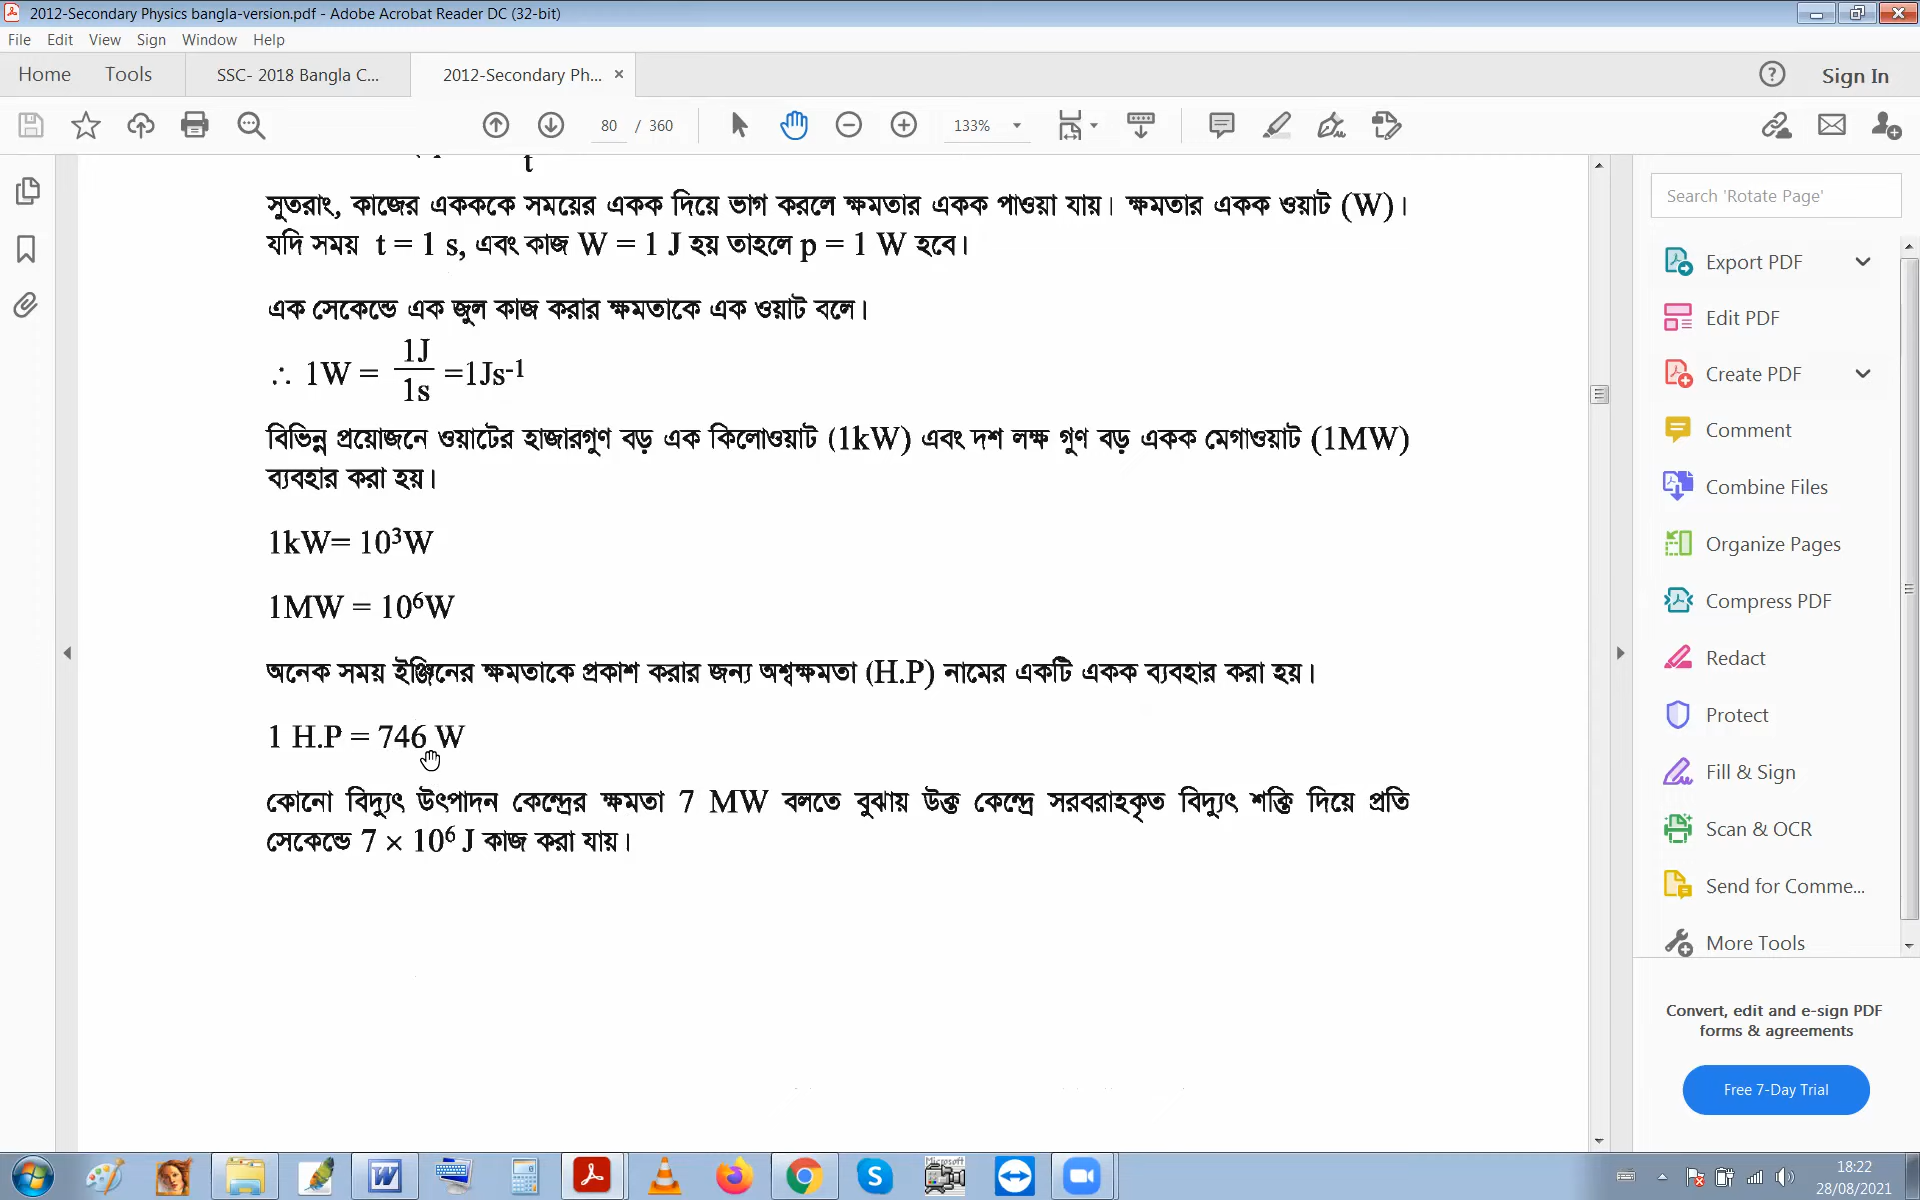 2012-Secondary Physics bangla-version.pdf - Adobe Acrobat Reader DC (32-bit)
File Edit View Sign Window Help
Home Tools SSC- 2018 Bangla C... 2012-Secondary Ph... × Sign In
80 / 360 133%
t
সুতরাং, কাজের একককে সময়ের একক দিয়ে ভাগ করলে ক্ষমতার একক পাওয়া যায়। ক্ষমতার একক ওয়াট (W)।
যদি সময় t = 1 s, এবং কাজ W = 1 J হয় তাহলে p = 1 W হবে।
এক সেকেন্ডে এক জুল কাজ করার ক্ষমতাকে এক ওয়াট বলে।
∴ 1W = 1J/1s =1Js⁻¹
বিভিন্ন প্রয়োজনে ওয়াটের হাজারগুণ বড় এক কিলোওয়াট (1kW) এবং দশ লক্ষ গুণ বড় একক মেগাওয়াট (1MW)
ব্যবহার করা হয়।
1kW= 10³W
1MW = 10⁶W
অনেক সময় ইঞ্জিনের ক্ষমতাকে প্রকাশ করার জন্য অশ্বক্ষমতা (H.P) নামের একটি একক ব্যবহার করা হয়।
1 H.P = 746 W
কোনো বিদ্যুৎ উৎপাদন কেন্দ্রের ক্ষমতা 7 MW বলতে বুঝায় উক্ত কেন্দ্রে সরবরাহকৃত বিদ্যুৎ শক্তি দিয়ে প্রতি
সেকেন্ডে 7 × 10⁶ J কাজ করা যায়।
Search 'Rotate Page'
Export PDF
Edit PDF
Create PDF
Comment
Combine Files
Organize Pages
Compress PDF
Redact
Protect
Fill & Sign
Scan & OCR
Send for Comme...
More Tools
Convert, edit and e-sign PDF
forms & agreements
Free 7-Day Trial
Microsoft
18:22
28/08/2021